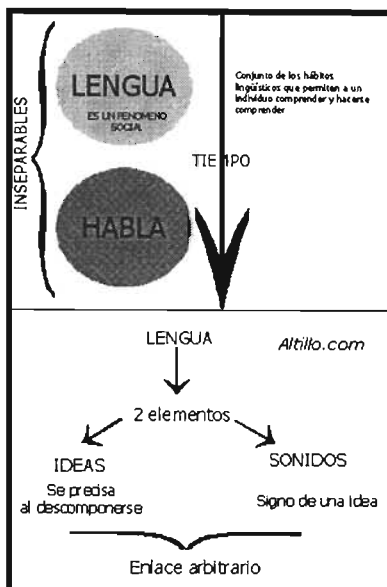 INSEPARABLES
LENGUA
ES UN FENOMENO
SOCIAL
Conjunto de los hábitos
lingüísticos que permiten a un
individuo comprender y hacerse
comprender
TIEMPO
HABLA
LENGUA
Altillo.com
2 elementos
IDEAS
Se precisa
al descomponerse
SONIDOS
Signo de una Idea
Enlace arbitrario